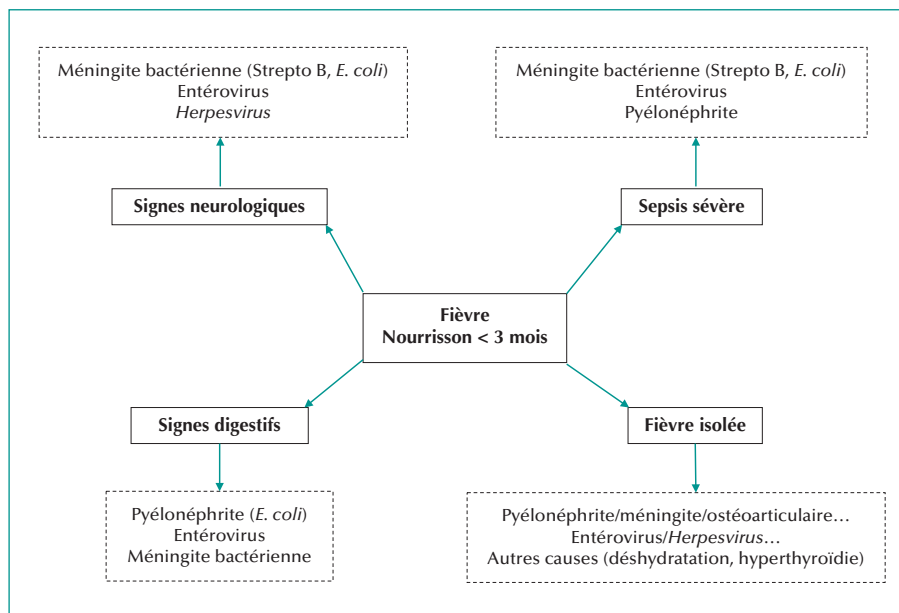 Méningite bactérienne (Strepto B, E. coli)
Entérovirus
Herpesvirus
Méningite bactérienne (Strepto B, E. coli)
Entérovirus
Pyélonéphrite
Signes neurologiques
Sepsis sévère
Fièvre
Nourrisson < 3 mois
Signes digestifs
Fièvre isolée
Pyélonéphrite (E. coli)
Entérovirus
Méningite bactérienne
Pyélonéphrite/méningite/ostéoarticulaire…
Entérovirus/Herpesvirus…
Autres causes (déshydratation, hyperthyroïdie)